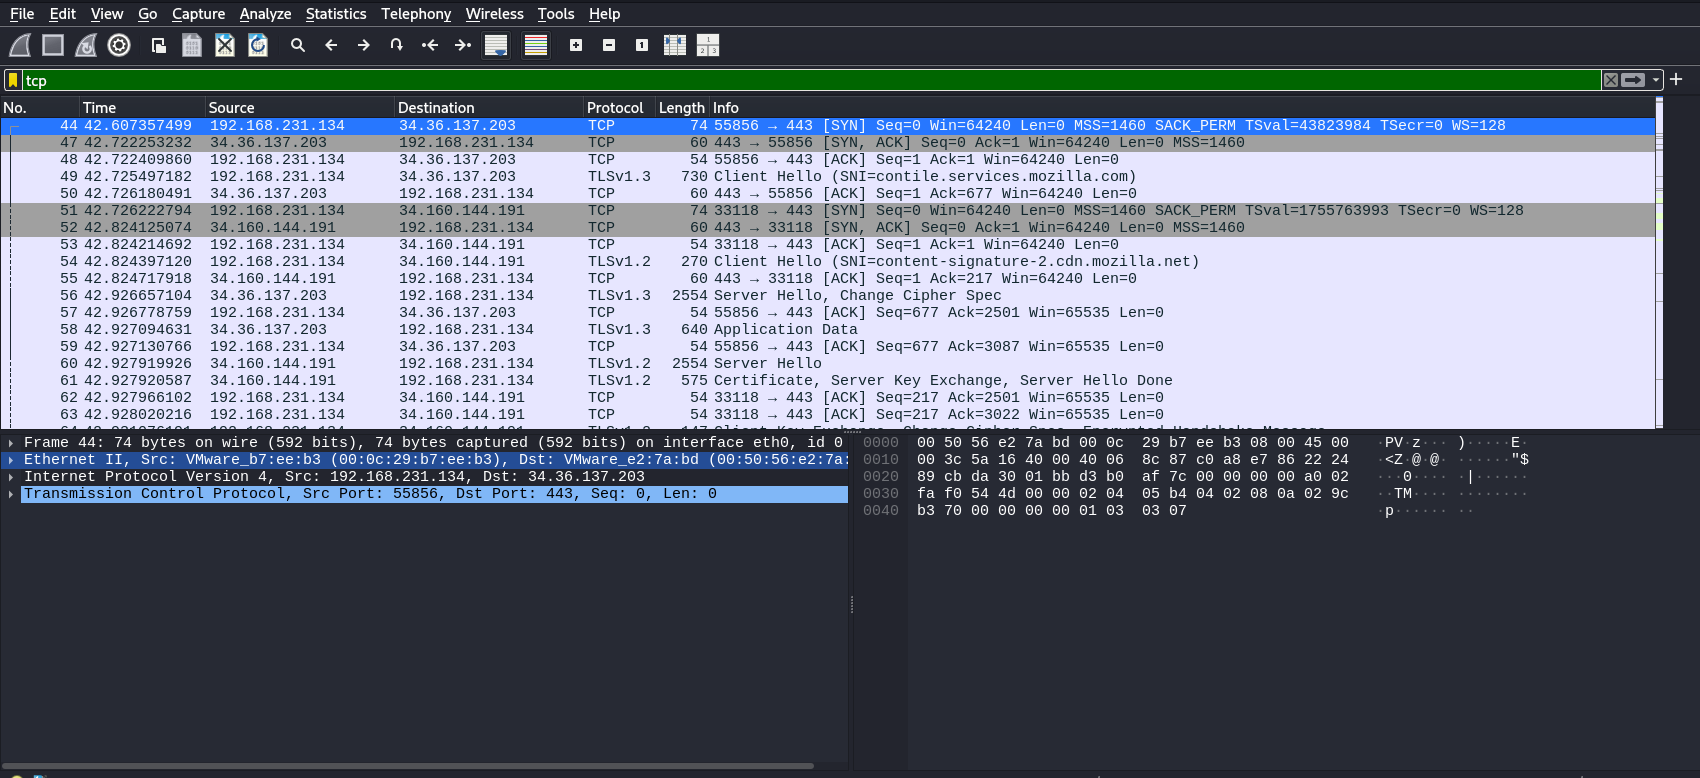 File Edit View Go Capture Analyze Statistics Telephony Wireless Tools Help
tcp
No. Time Source Destination Protocol Length Info
44 42.607357499 192.168.231.134 34.36.137.203 TCP 74 55856 → 443 [SYN] Seq=0 Win=64240 Len=0 MSS=1460 SACK_PERM TSval=43823984 TSecr=0 WS=128
47 42.722253232 34.36.137.203 192.168.231.134 TCP 60 443 → 55856 [SYN, ACK] Seq=0 Ack=1 Win=64240 Len=0 MSS=1460
48 42.722409860 192.168.231.134 34.36.137.203 TCP 54 55856 → 443 [ACK] Seq=1 Ack=1 Win=64240 Len=0
49 42.725497182 192.168.231.134 34.36.137.203 TLSv1.3 730 Client Hello (SNI=contile.services.mozilla.com)
50 42.726180491 34.36.137.203 192.168.231.134 TCP 60 443 → 55856 [ACK] Seq=1 Ack=677 Win=64240 Len=0
51 42.726222794 192.168.231.134 34.160.144.191 TCP 74 33118 → 443 [SYN] Seq=0 Win=64240 Len=0 MSS=1460 SACK_PERM TSval=1755763993 TSecr=0 WS=128
52 42.824125074 34.160.144.191 192.168.231.134 TCP 60 443 → 33118 [SYN, ACK] Seq=0 Ack=1 Win=64240 Len=0 MSS=1460
53 42.824214692 192.168.231.134 34.160.144.191 TCP 54 33118 → 443 [ACK] Seq=1 Ack=1 Win=64240 Len=0
54 42.824397120 192.168.231.134 34.160.144.191 TLSv1.2 270 Client Hello (SNI=content-signature-2.cdn.mozilla.net)
55 42.824717918 34.160.144.191 192.168.231.134 TCP 60 443 → 33118 [ACK] Seq=1 Ack=217 Win=64240 Len=0
56 42.926657104 34.36.137.203 192.168.231.134 TLSv1.3 2554 Server Hello, Change Cipher Spec
57 42.926778759 192.168.231.134 34.36.137.203 TCP 54 55856 → 443 [ACK] Seq=677 Ack=2501 Win=65535 Len=0
58 42.927094631 34.36.137.203 192.168.231.134 TLSv1.3 640 Application Data
59 42.927130766 192.168.231.134 34.36.137.203 TCP 54 55856 → 443 [ACK] Seq=677 Ack=3087 Win=65535 Len=0
60 42.927919926 34.160.144.191 192.168.231.134 TLSv1.2 2554 Server Hello
61 42.927920587 34.160.144.191 192.168.231.134 TLSv1.2 575 Certificate, Server Key Exchange, Server Hello Done
62 42.927966102 192.168.231.134 34.160.144.191 TCP 54 33118 → 443 [ACK] Seq=217 Ack=2501 Win=65535 Len=0
63 42.928020216 192.168.231.134 34.160.144.191 TCP 54 33118 → 443 [ACK] Seq=217 Ack=3022 Win=65535 Len=0
Frame 44: 74 bytes on wire (592 bits), 74 bytes captured (592 bits) on interface eth0, id 0
Ethernet II, Src: VMware_b7:ee:b3 (00:0c:29:b7:ee:b3), Dst: VMware_e2:7a:bd (00:50:56:e2:7a:
Internet Protocol Version 4, Src: 192.168.231.134, Dst: 34.36.137.203
Transmission Control Protocol, Src Port: 55856, Dst Port: 443, Seq: 0, Len: 0
0000 00 50 56 e2 7a bd 00 0c 29 b7 ee b3 08 00 45 00 ·PV·z··· )·····E·
0010 00 3c 5a 16 40 00 40 06 8c 87 c0 a8 e7 86 22 24 ·<Z·@·@· ······"$
0020 89 cb da 30 01 bb d3 b0 af 7c 00 00 00 00 a0 02 ···0···· ·|······
0030 fa f0 54 4d 00 00 02 04 05 b4 04 02 08 0a 02 9c ··TM···· ········
0040 b3 70 00 00 00 00 01 03 03 07 ·p······ ··